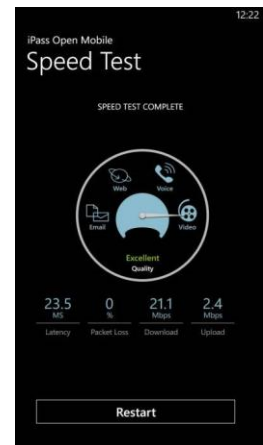 12:22
iPass Open Mobile
Speed Test
SPEED TEST COMPLETE
Web Voice
Email Video
Excellent
Quality
23.5 0 21.1 2.4
MS % Mbps Mbps
Latency Packet Loss Download Upload
Restart